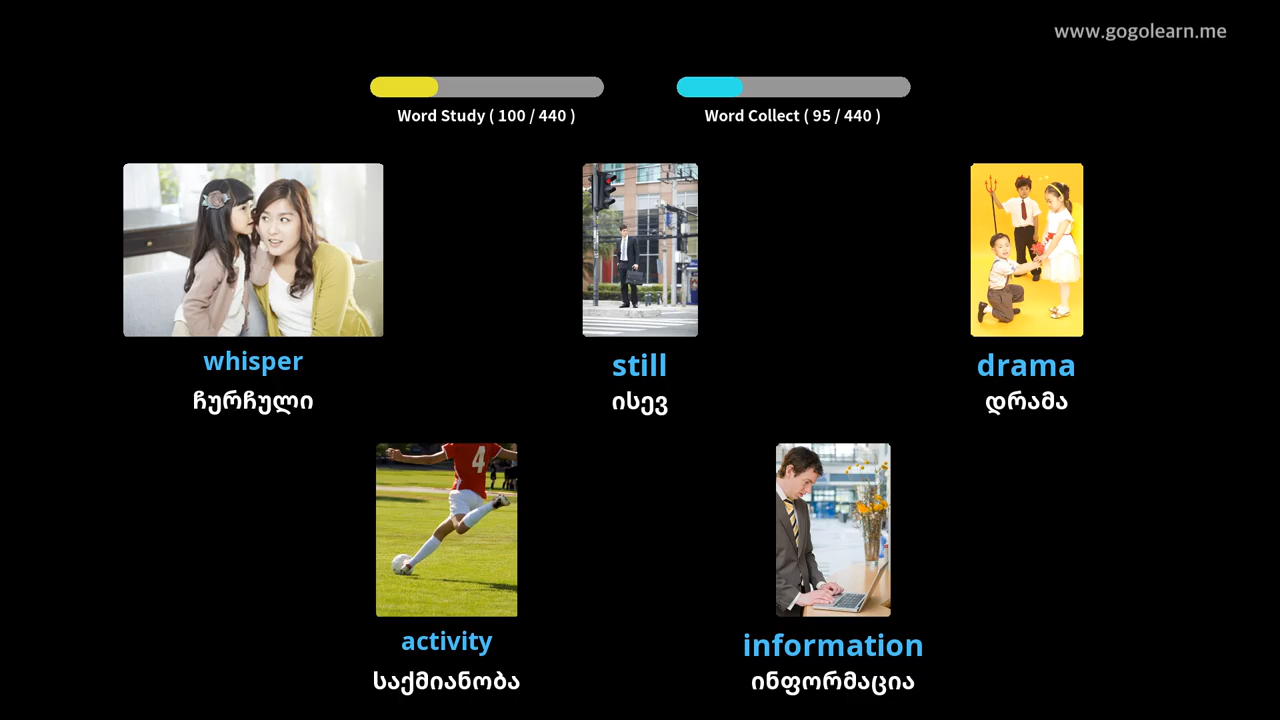 www.gogolearn.me
Word Study ( 100 / 440 )
Word Collect ( 95 / 440 )
whisper
ჩურჩული
still
ისევ
drama
დრამა
4
activity
საქმიანობა
information
ინფორმაცია